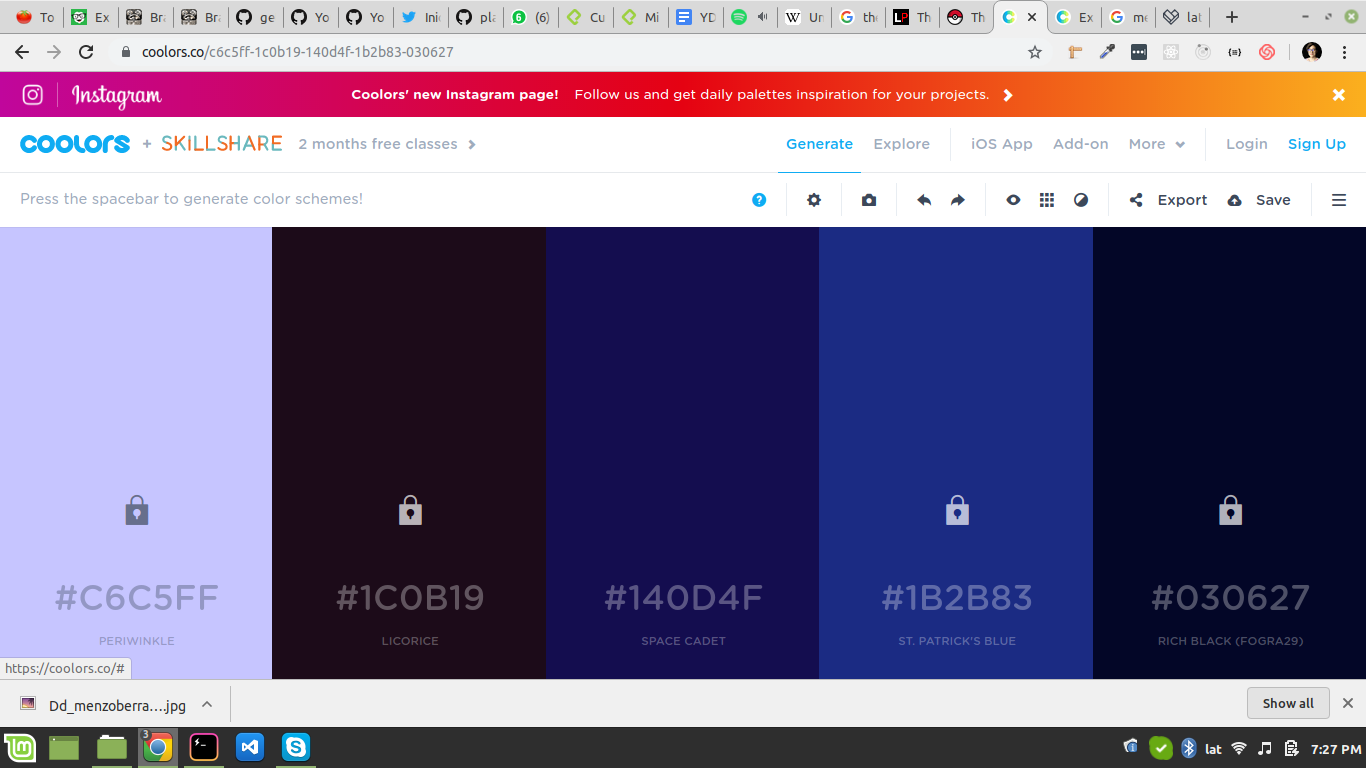 To
Ex
Bra
Bra
ge
Yo
Yo
Inic
pla
(6)
Cu
Mi
YD
Un
the
LP
Th
Th
Ex
me
lat
coolors.co/c6c5ff-1c0b19-140d4f-1b2b83-030627
Instagram Coolors' new Instagram page! Follow us and get daily palettes inspiration for your projects.
coolors + SKILLSHARE 2 months free classes Generate Explore iOS App Add-on More Login Sign Up
Press the spacebar to generate color schemes! ? Export Save
#C6C5FF #1C0B19 #140D4F #1B2B83 #030627
PERIWINKLE LICORICE SPACE CADET ST. PATRICK'S BLUE RICH BLACK (FOGRA29)
https://coolors.co/#
Dd_menzoberra....jpg Show all
3 lat 7:27 PM